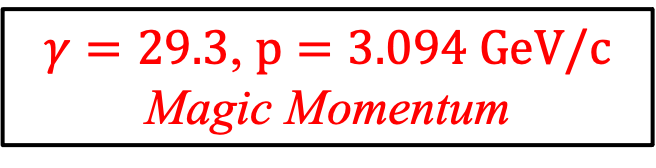 γ = 29.3, p = 3.094 GeV/c
Magic Momentum